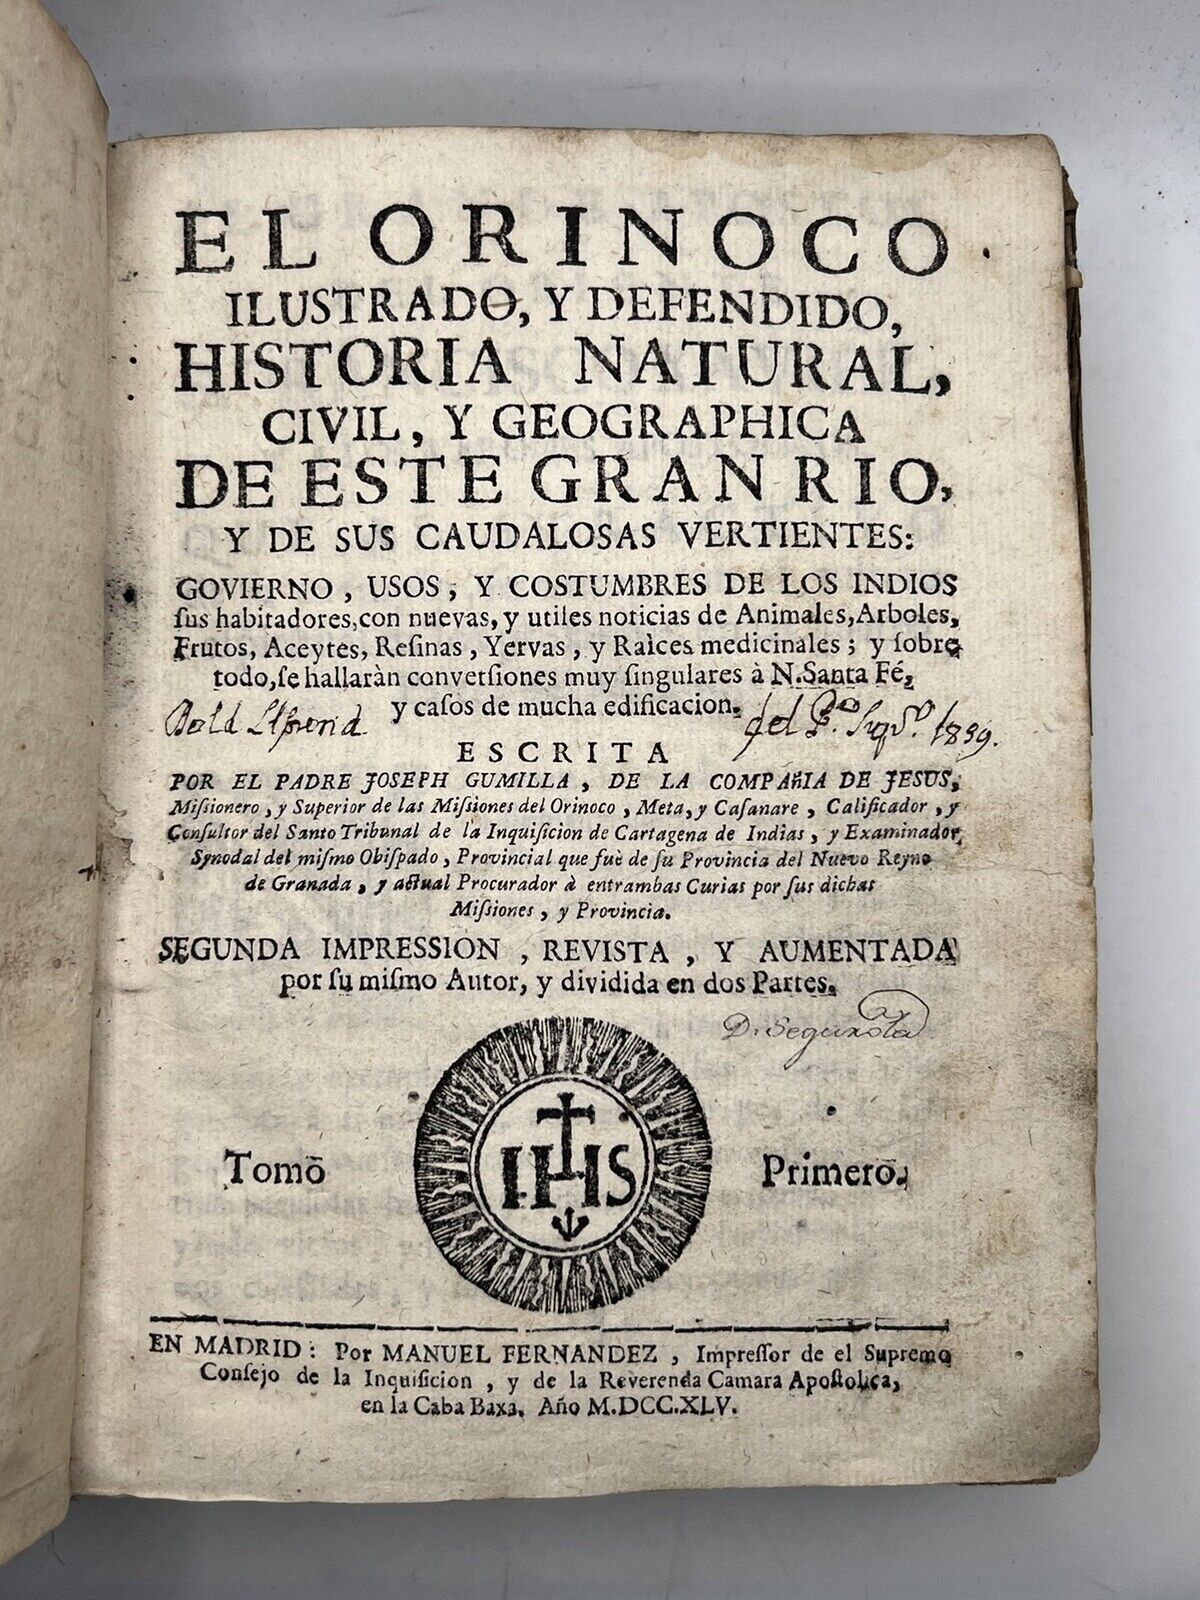 EL ORINOCO
ILUSTRADO, Y DEFENDIDO,
HISTORIA NATURAL,
CIVIL, Y GEOGRAPHICA
DE ESTE GRAN RIO,
Y DE SUS CAUDALOSAS VERTIENTES:
GOVIERNO, USOS, Y COSTUMBRES DE LOS INDIOS
ſus habitadores, con nuevas, y utiles noticias de Animales, Arboles,
Frutos, Aceytes, Reſinas, Yervas, y Raìces medicinales; y ſobre
todo, ſe hallaràn converſiones muy ſingulares à N. Santa Fé,
y caſos de mucha edificacion.
del 1839.
ESCRITA
POR EL PADRE JOSEPH GUMILLA, DE LA COMPAñIA DE JESUS,
Miſsionero, y Superior de las Miſsiones del Orinoco, Meta, y Caſanare, Calificador, y
Conſultor del Santo Tribunal de la Inquiſicion de Cartagena de Indias, y Examinador
Synodal del miſmo Obiſpado, Provincial que fuè de ſu Provincia del Nuevo Reyno
de Granada, y actual Procurador à entrambas Curias por ſus dichas
Miſsiones, y Provincia.
SEGUNDA IMPRESSION, REVISTA, Y AUMENTADA
por ſu miſmo Autor, y dividida en dos Partes.
D. Segurola
IHS
Tomō Primerō.
EN MADRID: Por MANUEL FERNANDEZ, Impreſſor de el Supremo
Conſejo de la Inquiſicion, y de la Reverenda Camara Apoſtolica,
en la Caba Baxa. Año M.DCC.XLV.